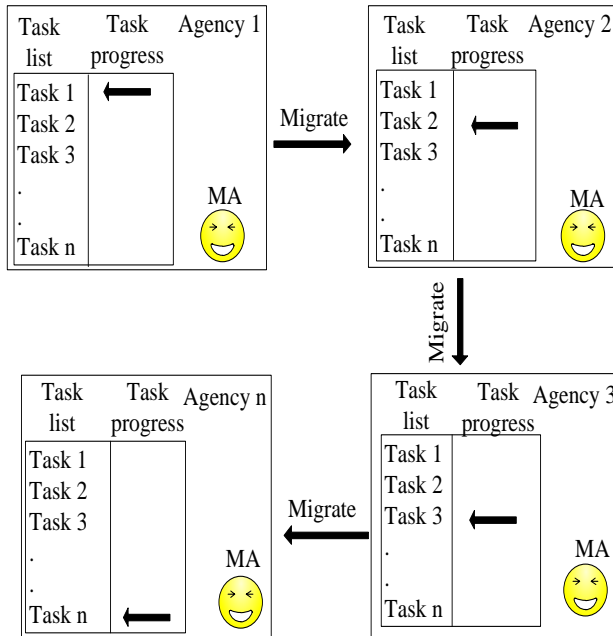 Task list
Task progress
Agency 1
Task 1
Task 2
Task 3
.
.
Task n
MA
Migrate
Task list
Task progress
Agency 2
Task 1
Task 2
Task 3
.
.
Task n
MA
Migrate
Task list
Task progress
Agency 3
Task 1
Task 2
Task 3
.
.
Task n
MA
Migrate
Task list
Task progress
Agency n
Task 1
Task 2
Task 3
.
.
Task n
MA